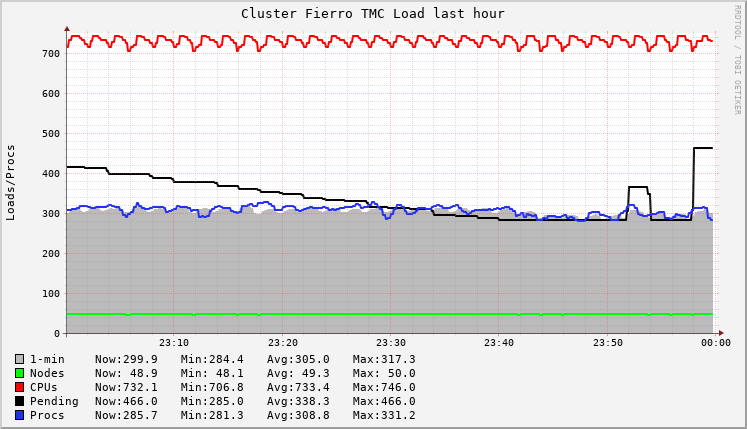 Cluster Fierro TMC Load last hour
RRDTOOL / TOBI OETIKER
Loads/Procs
700
600
500
400
300
200
100
0
23:10 23:20 23:30 23:40 23:50 00:00
1-min Now:299.9 Min:284.4 Avg:305.0 Max:317.3
Nodes Now: 48.9 Min: 48.1 Avg: 49.3 Max: 50.0
CPUs Now:732.1 Min:706.8 Avg:733.4 Max:746.0
Pending Now:466.0 Min:285.0 Avg:338.3 Max:466.0
Procs Now:285.7 Min:281.3 Avg:308.8 Max:331.2